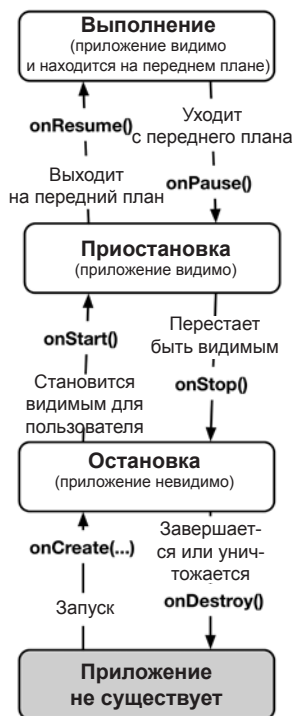 Выполнение
(приложение видимо
и находится на переднем плане)
onResume()
Уходит
с переднего плана
Выходит
на передний план
onPause()
Приостановка
(приложение видимо)
onStart()
Перестает
быть видимым
Становится
видимым для
пользователя
onStop()
Остановка
(приложение невидимо)
onCreate(...)
Завершает-
ся или унич-
тожается
Запуск
onDestroy()
Приложение
не существует